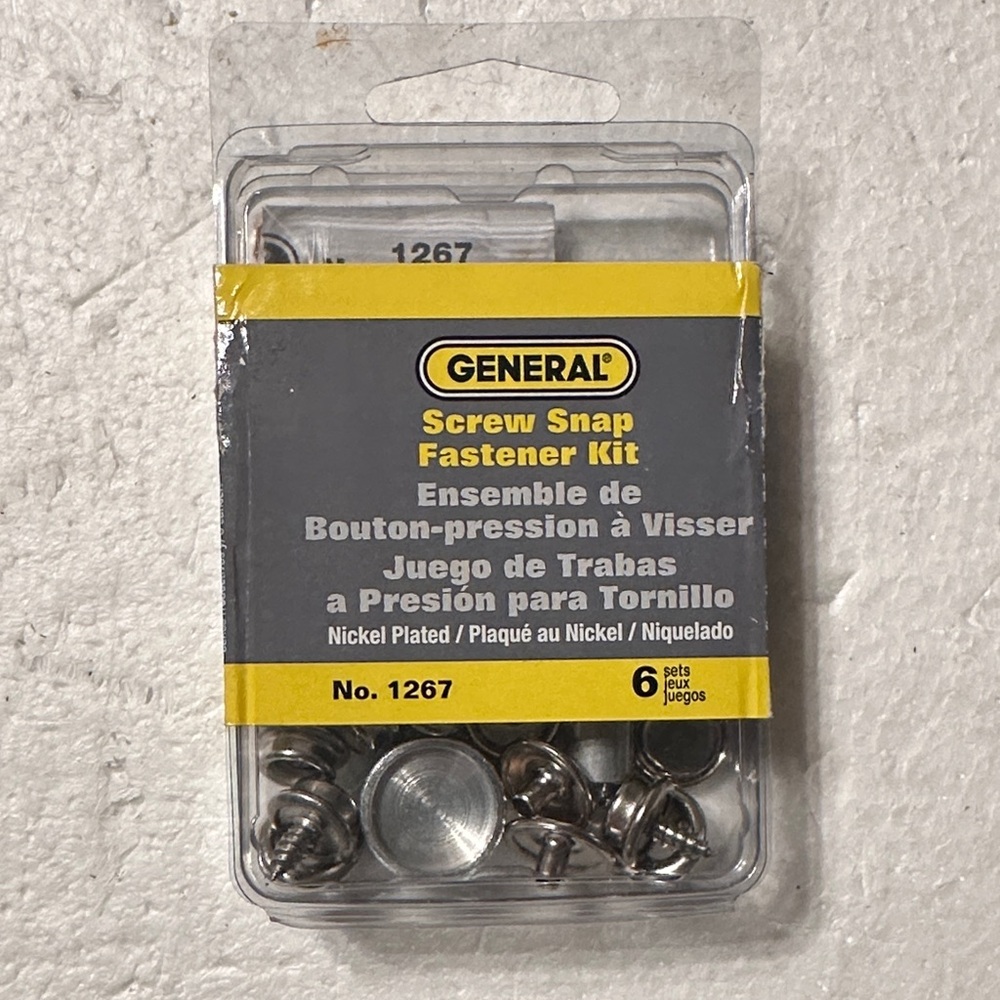 1267
GENERAL®
Screw Snap
Fastener Kit
Ensemble de
Bouton-pression à Visser
Juego de Trabas
a Presión para Tornillo
Nickel Plated / Plaqué au Nickel / Niquelado
No. 1267
6 sets
jeux
juegos